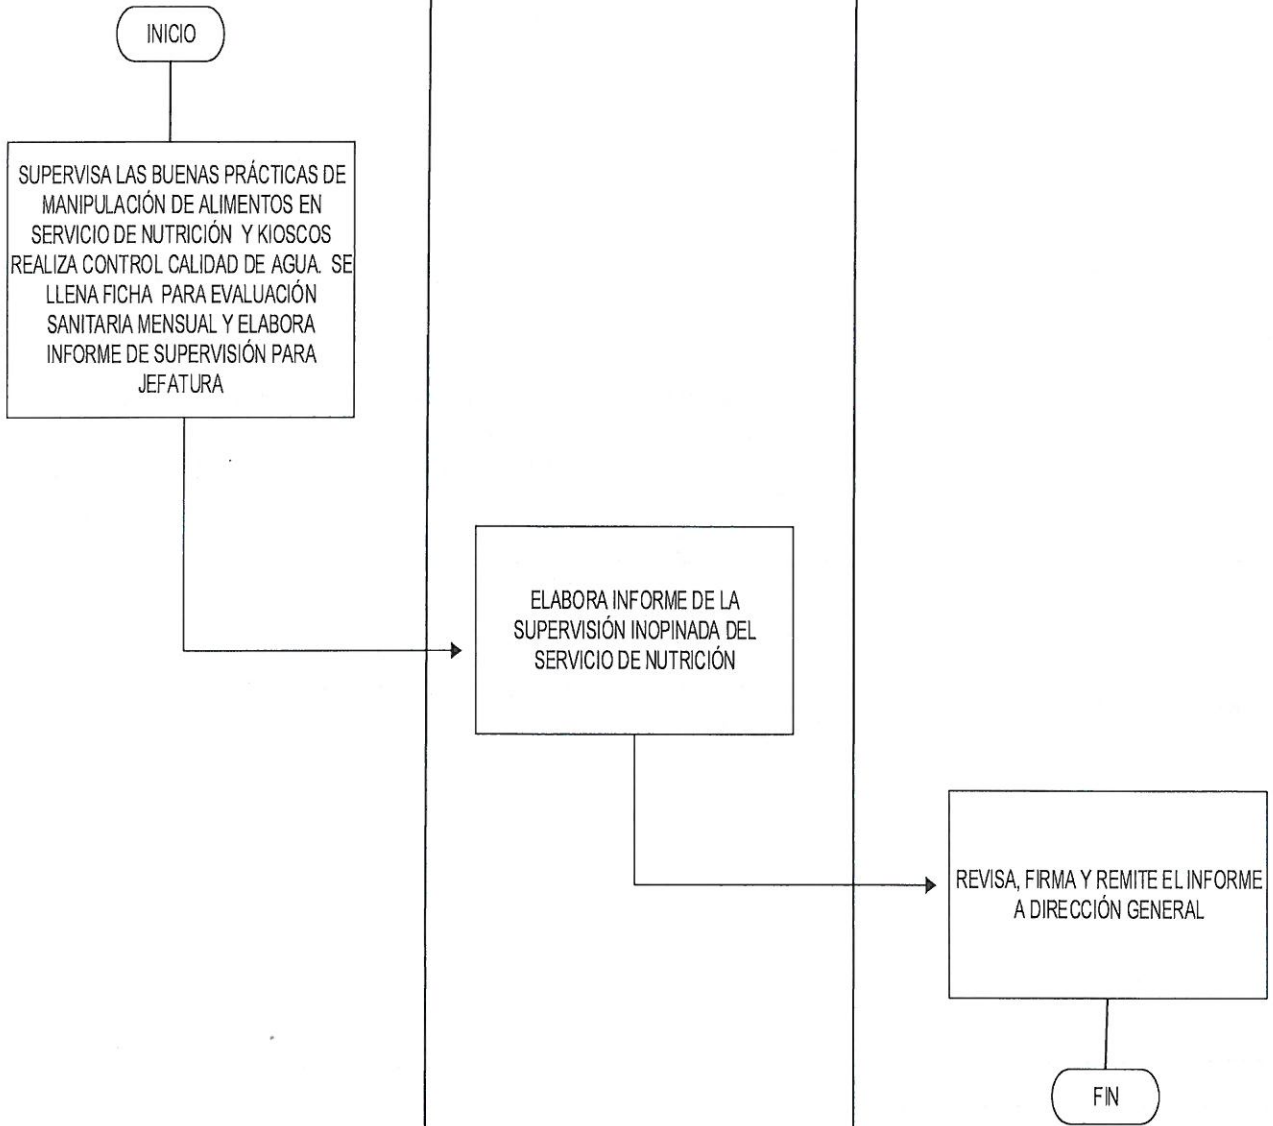 INICIO
SUPERVISA LAS BUENAS PRÁCTICAS DE
MANIPULACIÓN DE ALIMENTOS EN
SERVICIO DE NUTRICIÓN Y KIOSCOS
REALIZA CONTROL CALIDAD DE AGUA. SE
LLENA FICHA PARA EVALUACIÓN
SANITARIA MENSUAL Y ELABORA
INFORME DE SUPERVISIÓN PARA
JEFATURA
ELABORA INFORME DE LA
SUPERVISIÓN INOPINADA DEL
SERVICIO DE NUTRICIÓN
REVISA, FIRMA Y REMITE EL INFORME
A DIRECCIÓN GENERAL
FIN